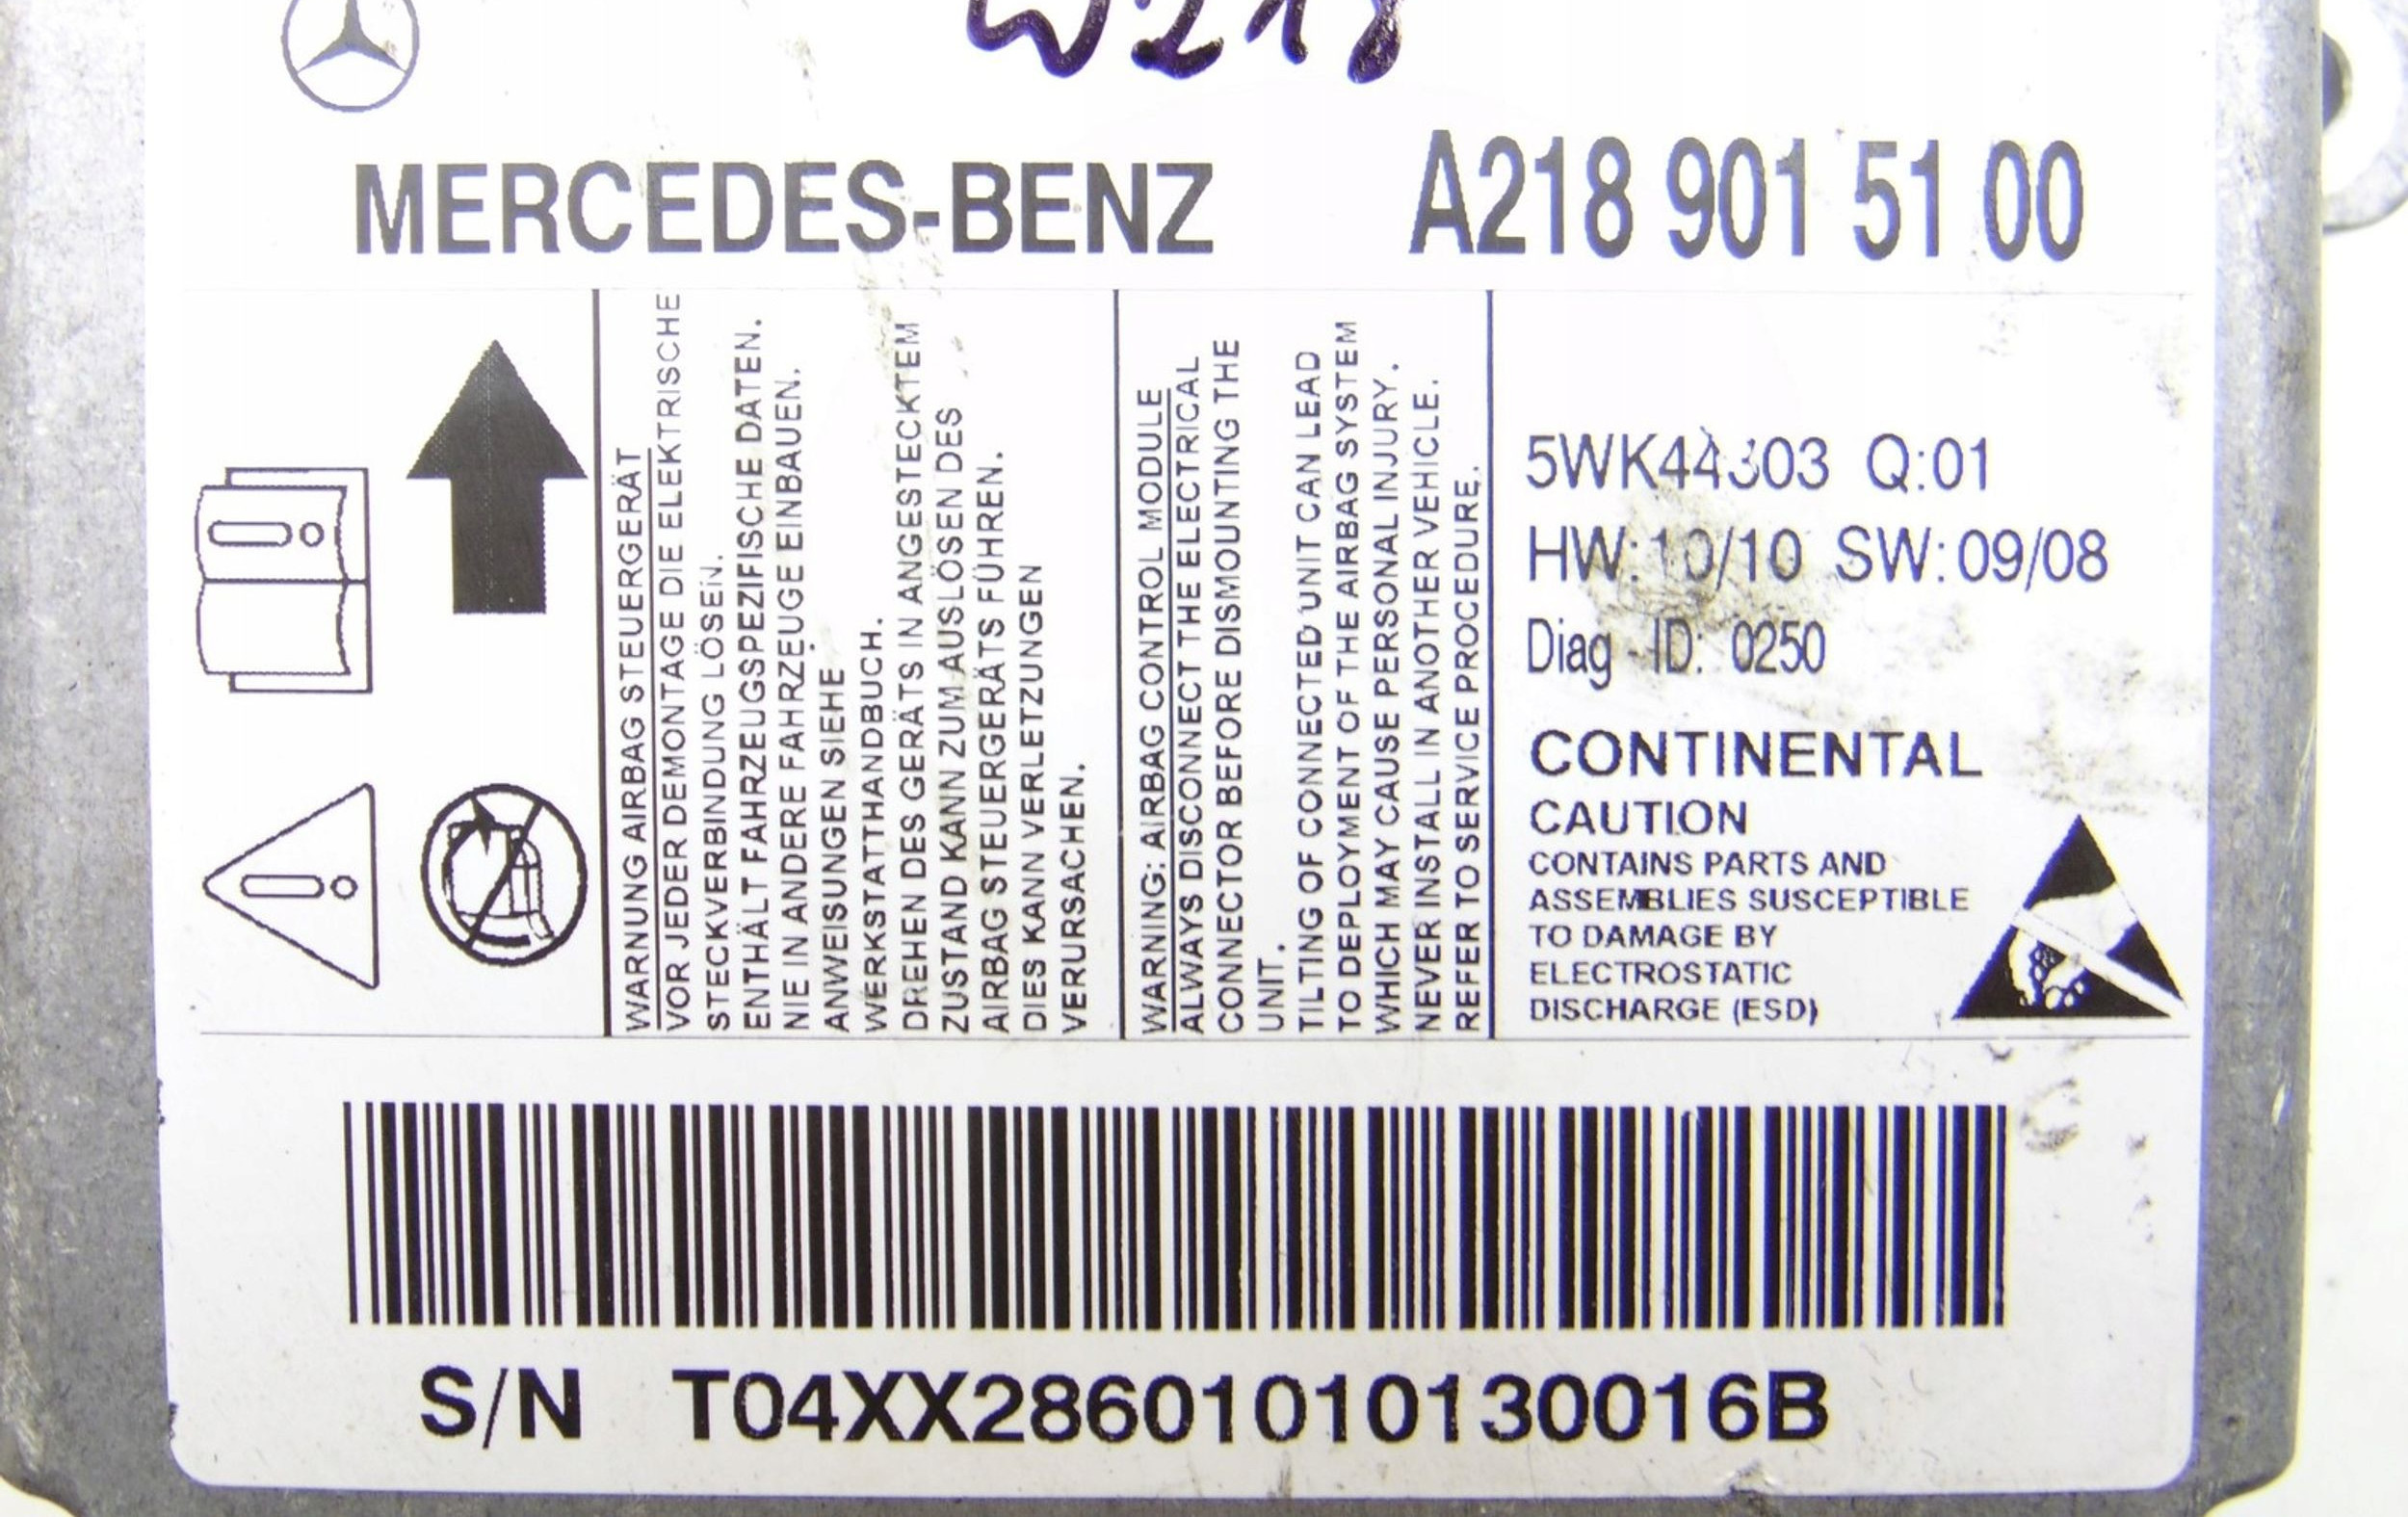 W218
MERCEDES-BENZ
A218 901 51 00
WARNUNG AIRBAG STEUERGERÄT
VOR JEDER DEMONTAGE DIE ELEKTRISCHE
STECKVERBINDUNG LÖSEN.
ENTHÄLT FAHRZEUGSPEZIFISCHE DATEN.
NIE IN ANDERE FAHRZEUGE EINBAUEN.
ANWEISUNGEN SIEHE
WERKSTATTHANDBUCH.
DREHEN DES GERÄTS IN ANGESTECKTEM
ZUSTAND KANN ZUM AUSLÖSEN DES
AIRBAG STEUERGERÄTS FÜHREN.
DIES KANN VERLETZUNGEN
VERURSACHEN.
WARNING: AIRBAG CONTROL MODULE
ALWAYS DISCONNECT THE ELECTRICAL
CONNECTOR BEFORE DISMOUNTING THE
UNIT.
TILTING OF CONNECTED UNIT CAN LEAD
TO DEPLOYMENT OF THE AIRBAG SYSTEM
WHICH MAY CAUSE PERSONAL INJURY.
NEVER INSTALL IN ANOTHER VEHICLE.
REFER TO SERVICE PROCEDURE.
5WK44303 Q:01
HW:10/10 SW:09/08
Diag - ID: 0250
CONTINENTAL
CAUTION
CONTAINS PARTS AND
ASSEMBLIES SUSCEPTIBLE
TO DAMAGE BY
ELECTROSTATIC
DISCHARGE (ESD)
S/N T04XX28601010130016B